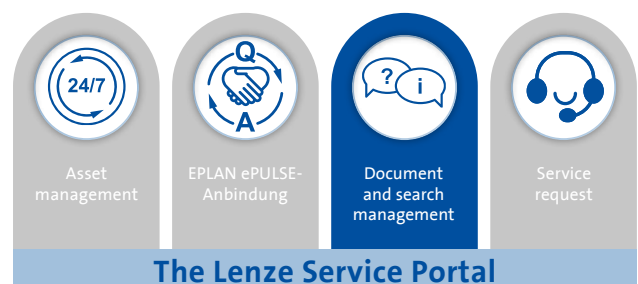 24/7
Q
A
?
i
Asset
management
EPLAN ePULSE-
Anbindung
Document
and search
management
Service
request
The Lenze Service Portal